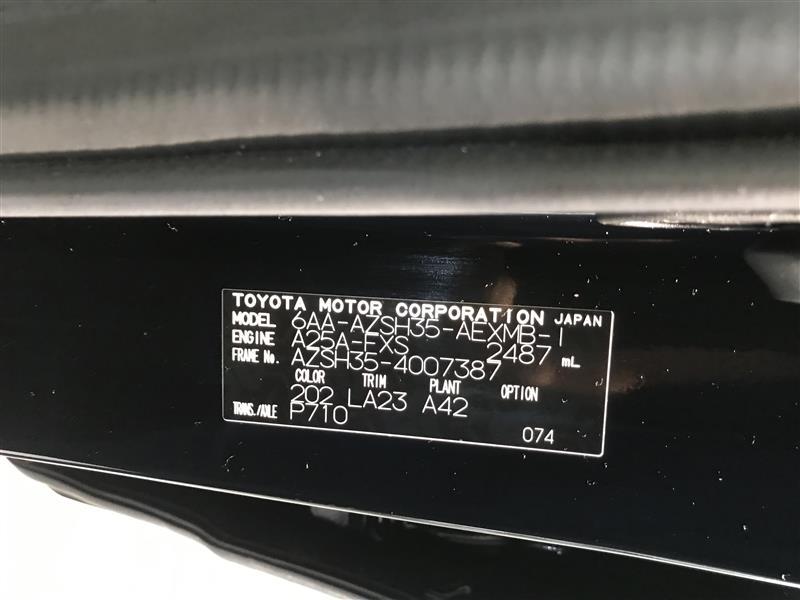 TOYOTA MOTOR CORPORATION JAPAN
MODEL 6AA-AZSH35-AEXMB-1
ENGINE A25A-FXS 2487 mL
FRAME No. AZSH35-4007387
COLOR TRIM PLANT OPTION
202 LA23 A42
TRANS./AXLE P710
074